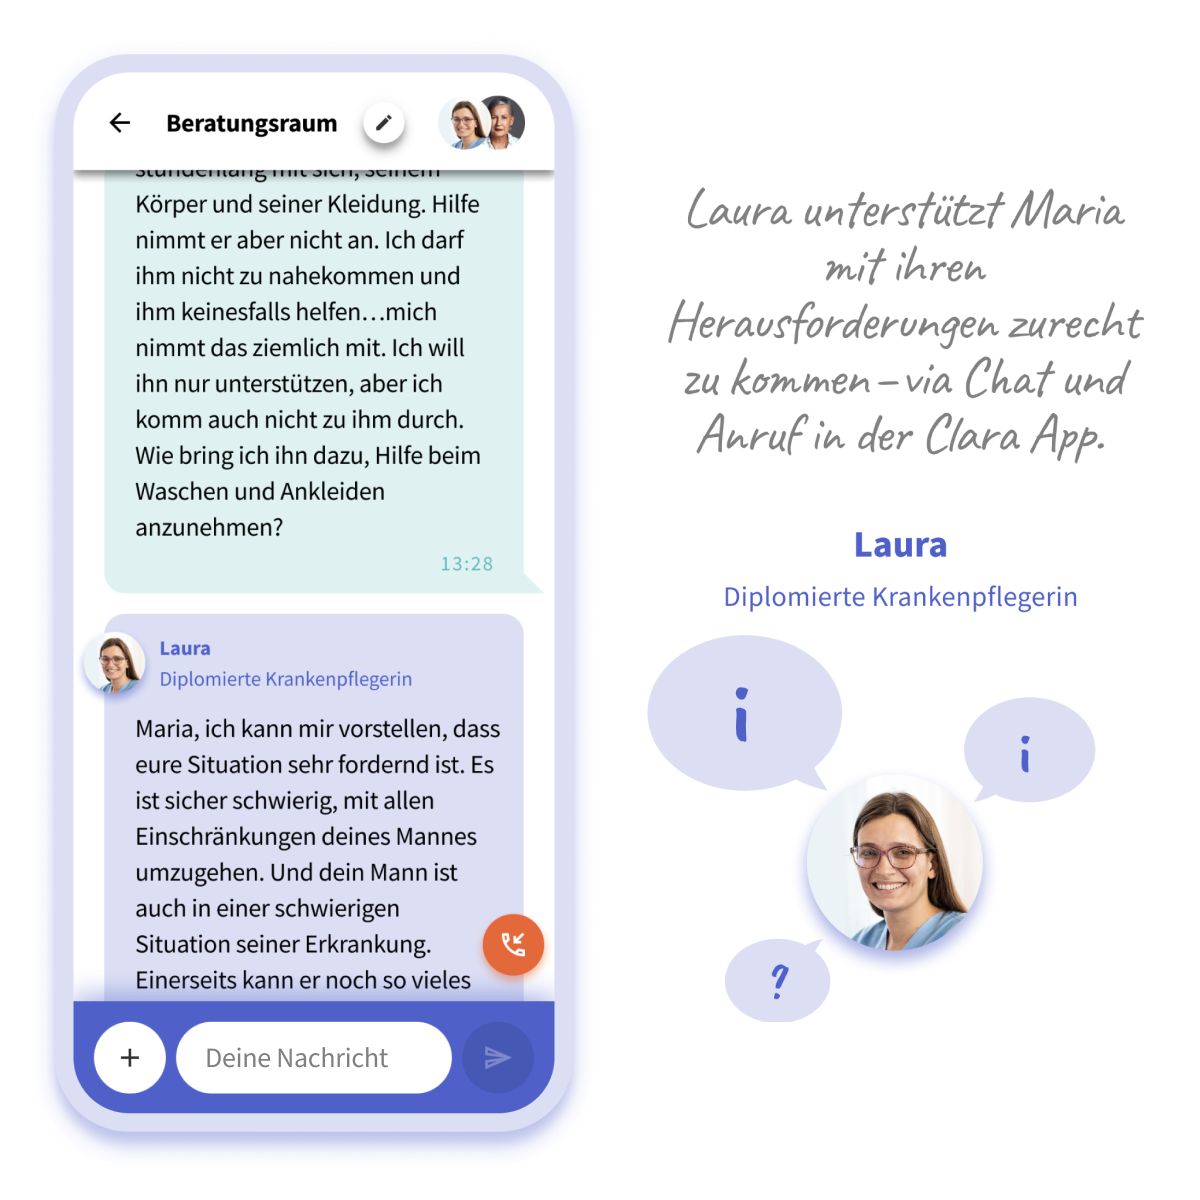 Beratungsraum
stundenlang mit sich, seinem
Körper und seiner Kleidung. Hilfe
nimmt er aber nicht an. Ich darf
ihm nicht zu nahekommen und
ihm keinesfalls helfen…mich
nimmt das ziemlich mit. Ich will
ihn nur unterstützen, aber ich
komm auch nicht zu ihm durch.
Wie bring ich ihn dazu, Hilfe beim
Waschen und Ankleiden
anzunehmen?
13:28
Laura
Diplomierte Krankenpflegerin
Maria, ich kann mir vorstellen, dass
eure Situation sehr fordernd ist. Es
ist sicher schwierig, mit allen
Einschränkungen deines Mannes
umzugehen. Und dein Mann ist
auch in einer schwierigen
Situation seiner Erkrankung.
Einerseits kann er noch so vieles
Deine Nachricht
Laura unterstützt Maria
mit ihren
Herausforderungen zurecht
zu kommen – via Chat und
Anruf in der Clara App.
Laura
Diplomierte Krankenpflegerin
i
i
?